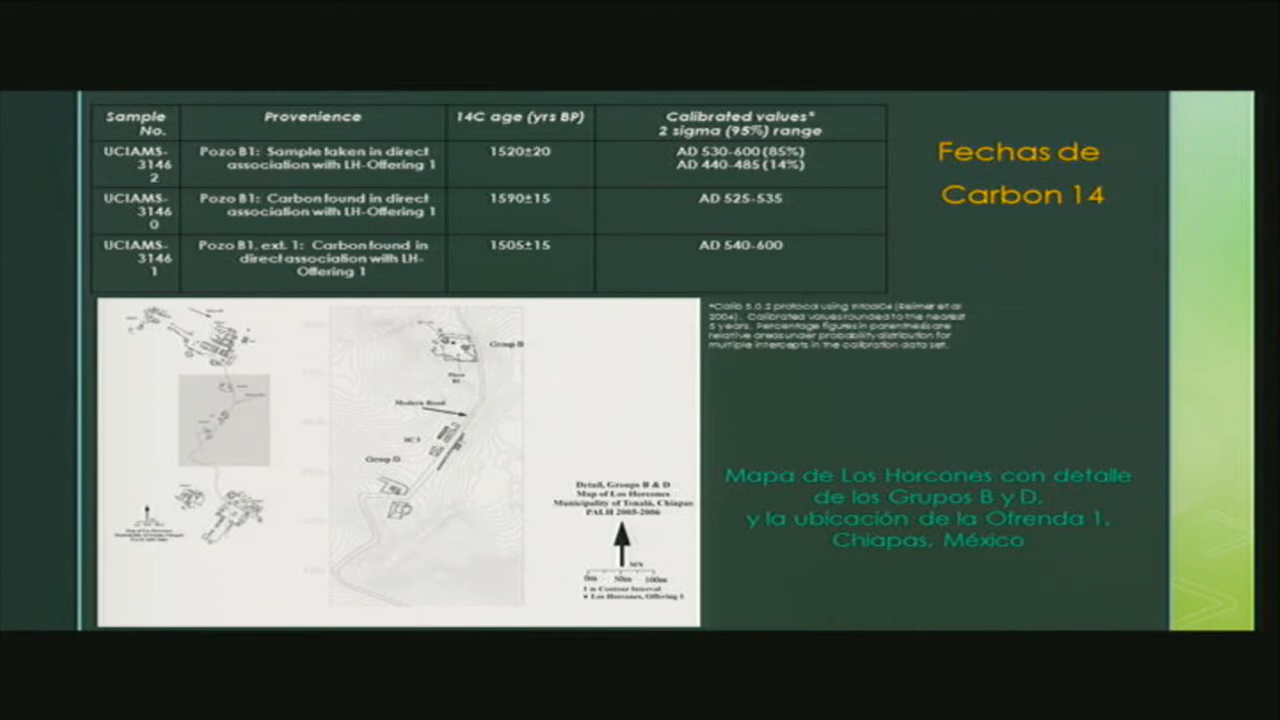 Sample No.
Provenience
14C age (yrs BP)
Calibrated values*
2 sigma (95%) range
UCIAMS-
3146
2
Pozo B1: Sample taken in direct
association with LH-Offering 1
1520±20
AD 530-600 (85%)
AD 440-485 (14%)
UCIAMS-
3146
0
Pozo B1: Carbon found in direct
association with LH-Offering 1
1590±15
AD 525-535
UCIAMS-
3146
1
Pozo B1, ext. 1: Carbon found in
direct association with LH-
Offering 1
1505±15
AD 540-600
Fechas de
Carbon 14
*Calib 5.0.2 protocol using (Reimer et al
2004). Calibrated values rounded to the nearest
5 years. Percentage figures in parenthesis are
relative areas under probability distribution for
multiple intercepts in the calibration data set.
Group B
Modern Road
Group D
Detail, Groups B & D
Map of Los Horcones
Municipality of Tonalá, Chiapas
PALH 2005-2006
MN
0m 50m 100m
1 m Contour Interval
Los Horcones, Offering 1
Mapa de Los Horcones con detalle
de los Grupos B y D,
y la ubicación de la Ofrenda 1,
Chiapas, México